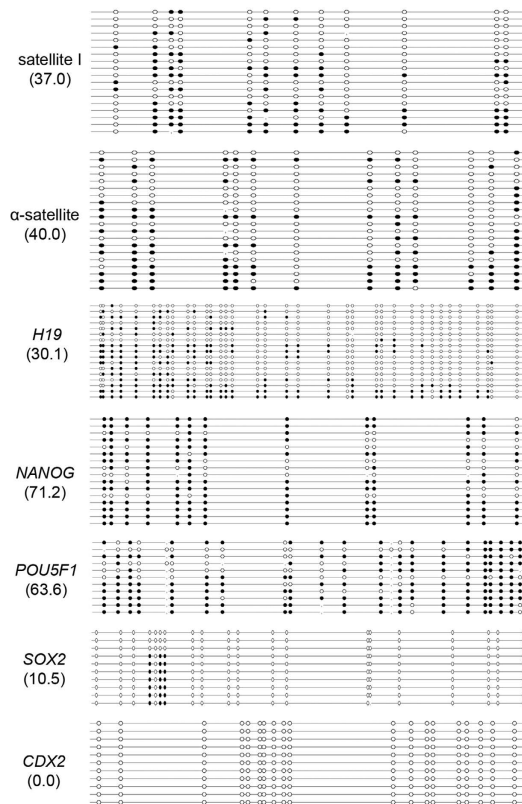 satellite I
(37.0)
α-satellite
(40.0)
H19
(30.1)
NANOG
(71.2)
POU5F1
(63.6)
SOX2
(10.5)
CDX2
(0.0)